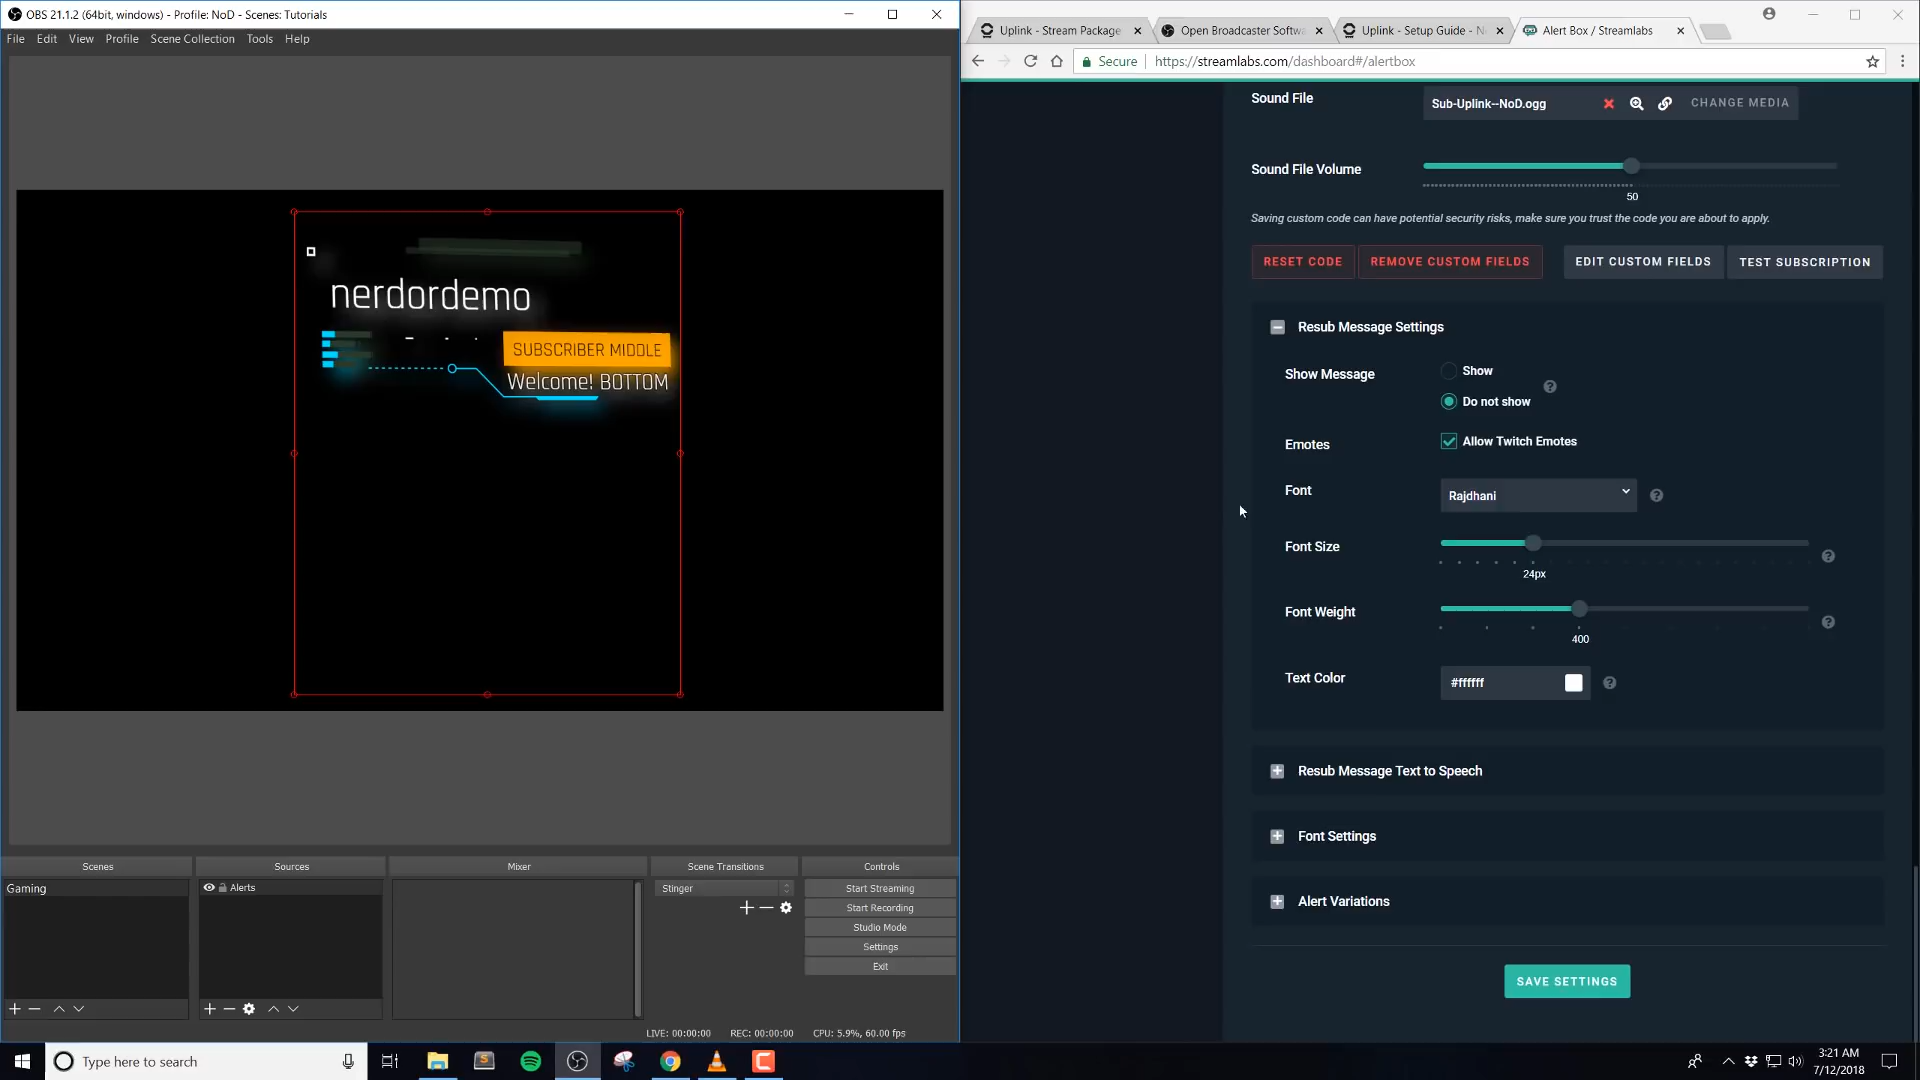 OBS 21.1.2 (64bit, windows) - Profile: NoD - Scenes: Tutorials
File Edit View Profile Scene Collection Tools Help
nerdordemo
SUBSCRIBER MIDDLE
Welcome! BOTTOM
Scenes
Gaming
Sources
Alerts
Mixer
Scene Transitions
Stinger
Controls
Start Streaming
Start Recording
Studio Mode
Settings
Exit
LIVE: 00:00:00 REC: 00:00:00 CPU: 5.9%, 60.00 fps
Uplink - Stream Package
Open Broadcaster Softwa
Uplink - Setup Guide - N
Alert Box / Streamlabs
Secure https://streamlabs.com/dashboard#/alertbox
Sound File
Sub-Uplink--NoD.ogg
CHANGE MEDIA
Sound File Volume
50
Saving custom code can have potential security risks, make sure you trust the code you are about to apply.
RESET CODE
REMOVE CUSTOM FIELDS
EDIT CUSTOM FIELDS
TEST SUBSCRIPTION
Resub Message Settings
Show Message
Show
Do not show
Emotes
Allow Twitch Emotes
Font
Rajdhani
Font Size
24px
Font Weight
400
Text Color
#ffffff
Resub Message Text to Speech
Font Settings
Alert Variations
SAVE SETTINGS
Type here to search
3:21 AM
7/12/2018